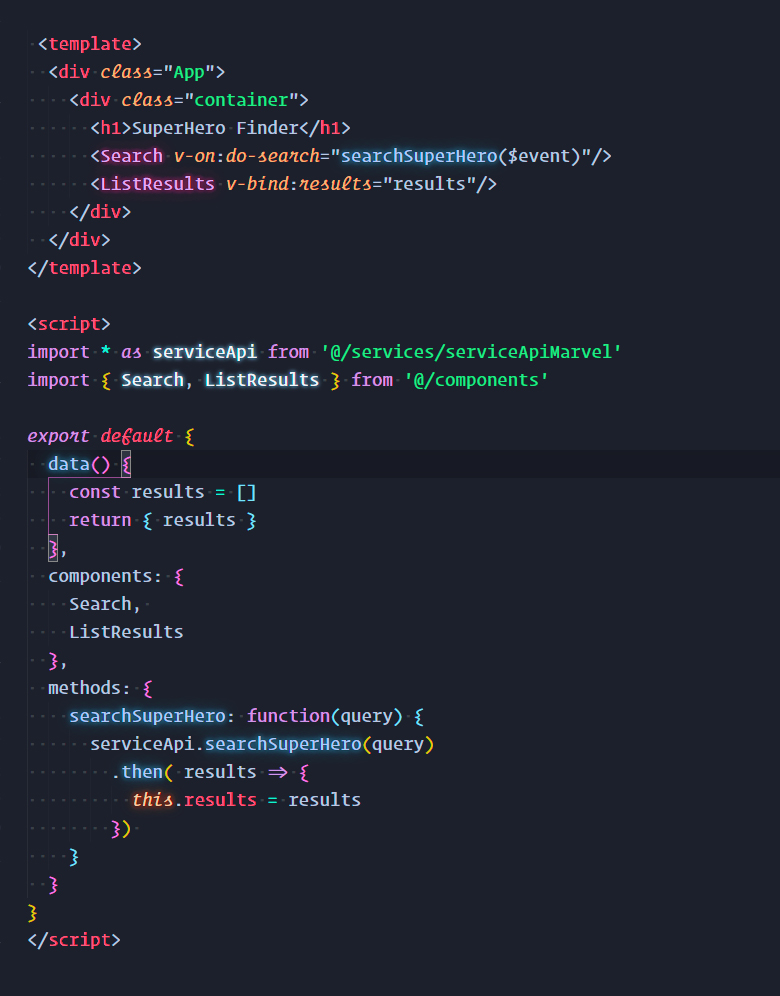 <template>
  <div class="App">
    <div class="container">
      <h1>SuperHero Finder</h1>
      <Search v-on:do-search="searchSuperHero($event)"/>
      <ListResults v-bind:results="results"/>
    </div>
  </div>
</template>

<script>
import * as serviceApi from '@/services/serviceApiMarvel'
import { Search, ListResults } from '@/components'

export default {
  data() {
    const results = []
    return { results }
  },
  components: {
    Search,
    ListResults
  },
  methods: {
    searchSuperHero: function(query) {
      serviceApi.searchSuperHero(query)
        .then( results => {
          this.results = results
        })
    }
  }
}
</script>